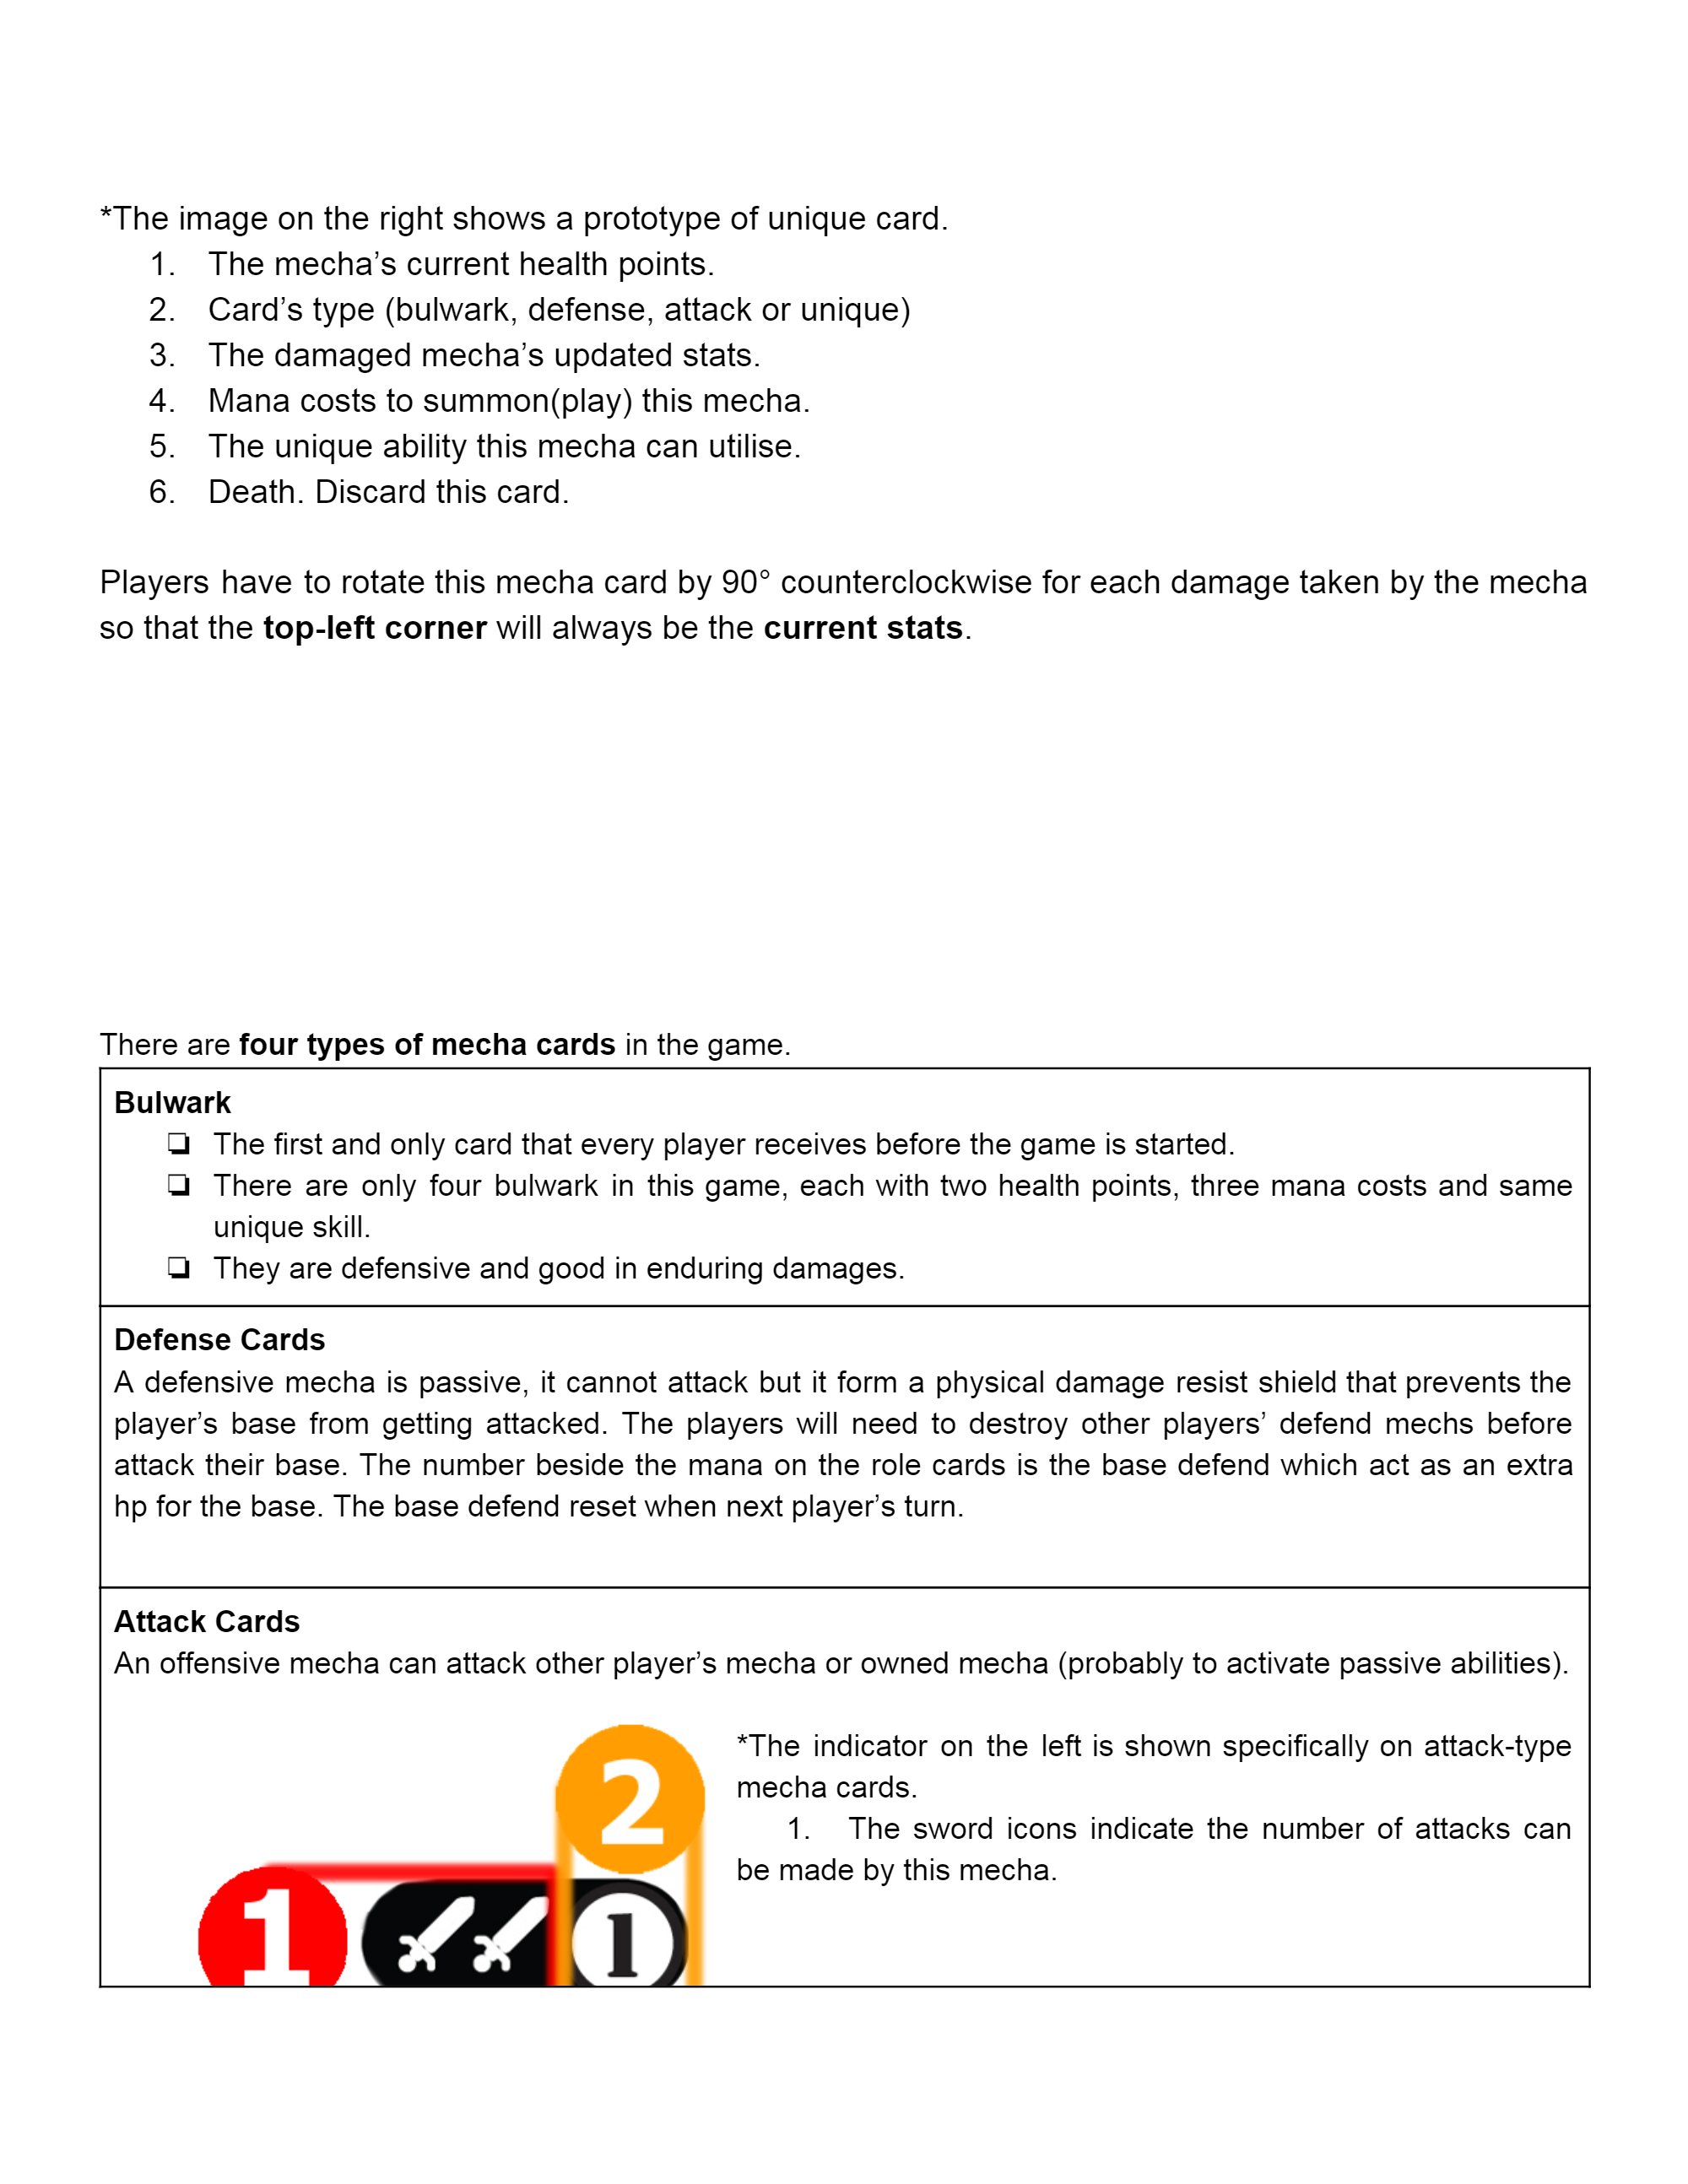 *The image on the right shows a prototype of unique card.
1. The mecha’s current health points.
2. Card’s type (bulwark, defense, attack or unique)
3. The damaged mecha’s updated stats.
4. Mana costs to summon(play) this mecha.
5. The unique ability this mecha can utilise.
6. Death. Discard this card.
Players have to rotate this mecha card by 90° counterclockwise for each damage taken by the mecha
so that the top-left corner will always be the current stats.
There are four types of mecha cards in the game.
Bulwark
❏ The first and only card that every player receives before the game is started.
❏ There are only four bulwark in this game, each with two health points, three mana costs and same
unique skill.
❏ They are defensive and good in enduring damages.
Defense Cards
A defensive mecha is passive, it cannot attack but it form a physical damage resist shield that prevents the
player’s base from getting attacked. The players will need to destroy other players’ defend mechs before
attack their base. The number beside the mana on the role cards is the base defend which act as an extra
hp for the base. The base defend reset when next player’s turn.
Attack Cards
An offensive mecha can attack other player’s mecha or owned mecha (probably to activate passive abilities).
2
1
1
*The indicator on the left is shown specifically on attack-type
mecha cards.
1. The sword icons indicate the number of attacks can
be made by this mecha.